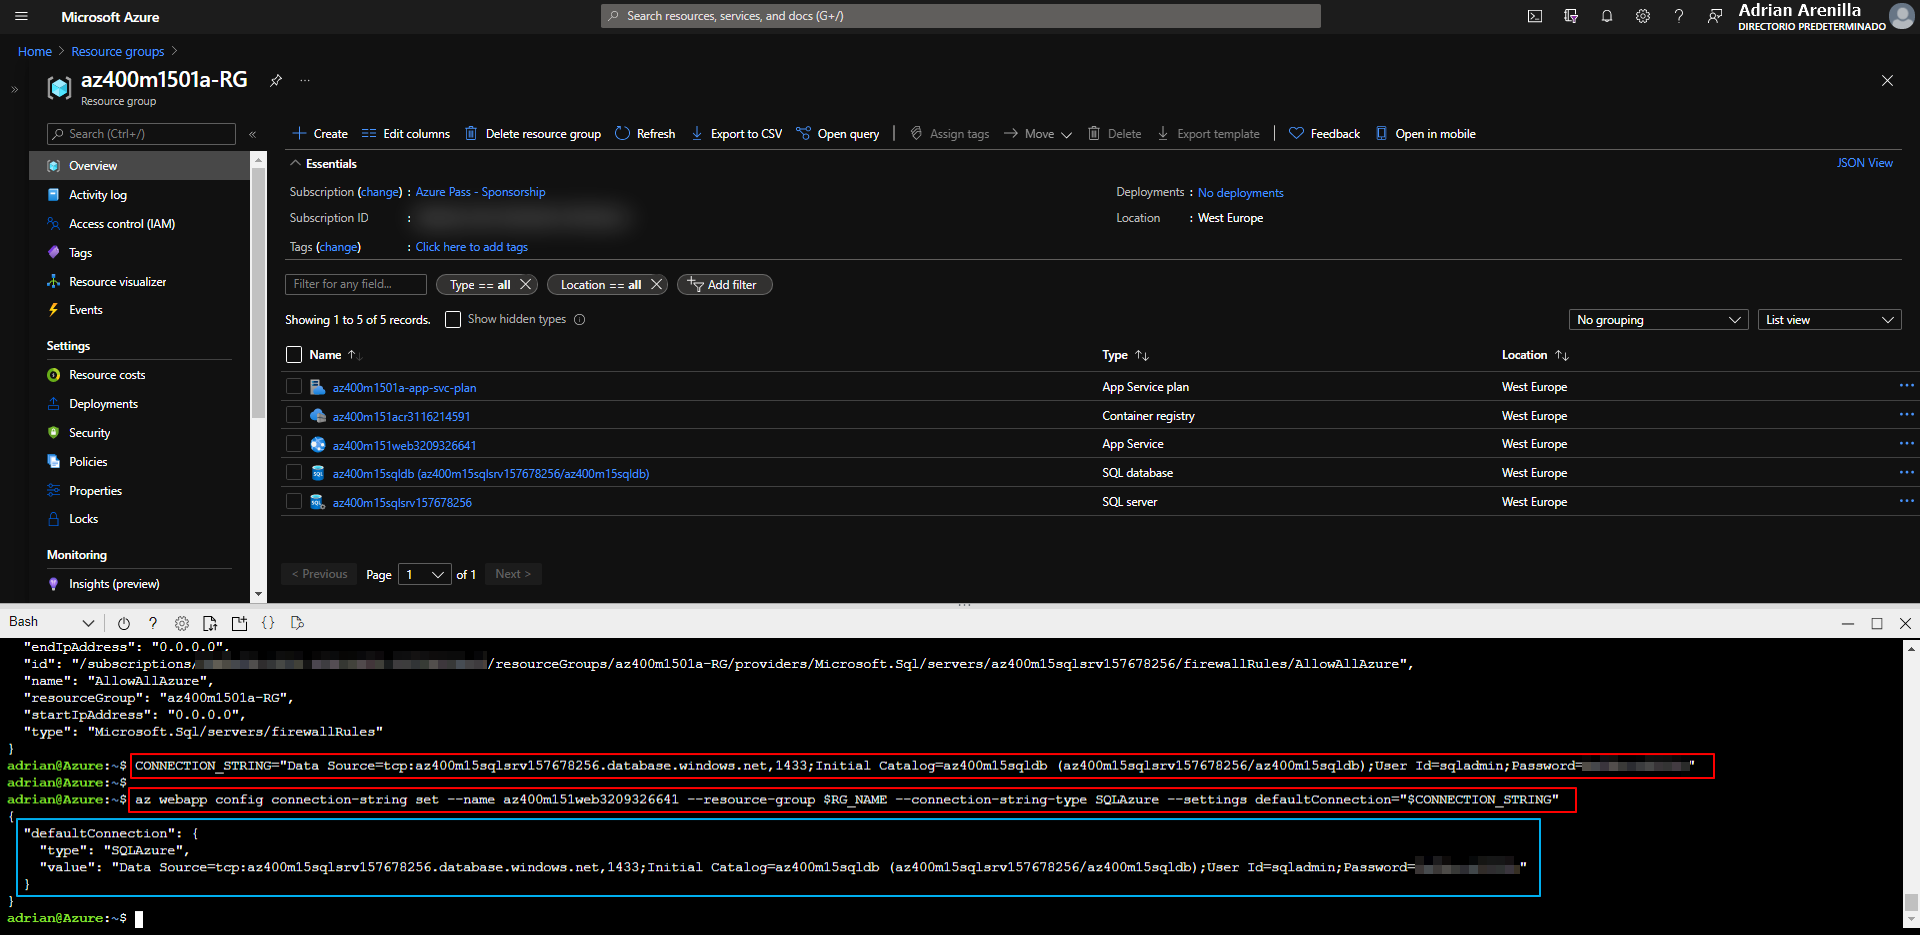 Microsoft Azure
Search resources, services, and docs (G+/)
Adrian Arenilla
DIRECTORIO PREDETERMINADO
Home > Resource groups >
az400m1501a-RG
Resource group
Search (Ctrl+/)
Create
Edit columns
Delete resource group
Refresh
Export to CSV
Open query
Assign tags
Move
Delete
Export template
Feedback
Open in mobile
Overview
Activity log
Access control (IAM)
Tags
Resource visualizer
Events
Settings
Resource costs
Deployments
Security
Policies
Properties
Locks
Monitoring
Insights (preview)
Essentials
JSON View
Subscription (change) : Azure Pass - Sponsorship
Subscription ID :
Tags (change) : Click here to add tags
Deployments : No deployments
Location : West Europe
Filter for any field...
Type == all
Location == all
Add filter
Showing 1 to 5 of 5 records.
Show hidden types
No grouping
List view
Name Type Location
az400m1501a-app-svc-plan App Service plan West Europe
az400m151acr3116214591 Container registry West Europe
az400m151web3209326641 App Service West Europe
az400m15sqldb (az400m15sqlsrv157678256/az400m15sqldb) SQL database West Europe
az400m15sqlsrv157678256 SQL server West Europe
< Previous Page 1 of 1 Next >
Bash
"endIpAddress": "0.0.0.0",
"id": "/subscriptions/ /resourceGroups/az400m1501a-RG/providers/Microsoft.Sql/servers/az400m15sqlsrv157678256/firewallRules/AllowAllAzure",
"name": "AllowAllAzure",
"resourceGroup": "az400m1501a-RG",
"startIpAddress": "0.0.0.0",
"type": "Microsoft.Sql/servers/firewallRules"
}
adrian@Azure:~$ CONNECTION_STRING="Data Source=tcp:az400m15sqlsrv157678256.database.windows.net,1433;Initial Catalog=az400m15sqldb (az400m15sqlsrv157678256/az400m15sqldb);User Id=sqladmin;Password= "
adrian@Azure:~$
adrian@Azure:~$ az webapp config connection-string set --name az400m151web3209326641 --resource-group $RG_NAME --connection-string-type SQLAzure --settings defaultConnection="$CONNECTION_STRING"
{
"defaultConnection": {
"type": "SQLAzure",
"value": "Data Source=tcp:az400m15sqlsrv157678256.database.windows.net,1433;Initial Catalog=az400m15sqldb (az400m15sqlsrv157678256/az400m15sqldb);User Id=sqladmin;Password= "
}
}
adrian@Azure:~$